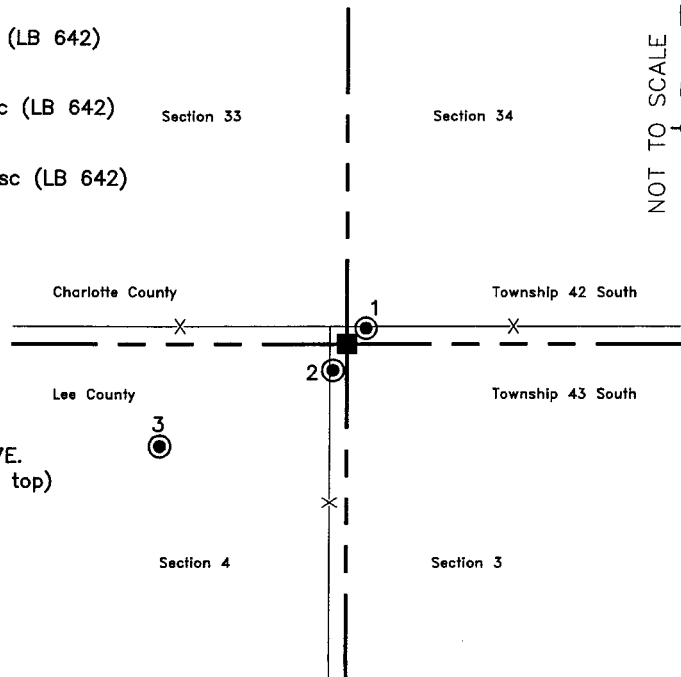 (LB 642)
c (LB 642)
sc (LB 642)
Section 33
Section 34
NOT TO SCALE
Charlotte County
Township 42 South
1
2
Lee County
Township 43 South
3
E.
top)
Section 4
Section 3